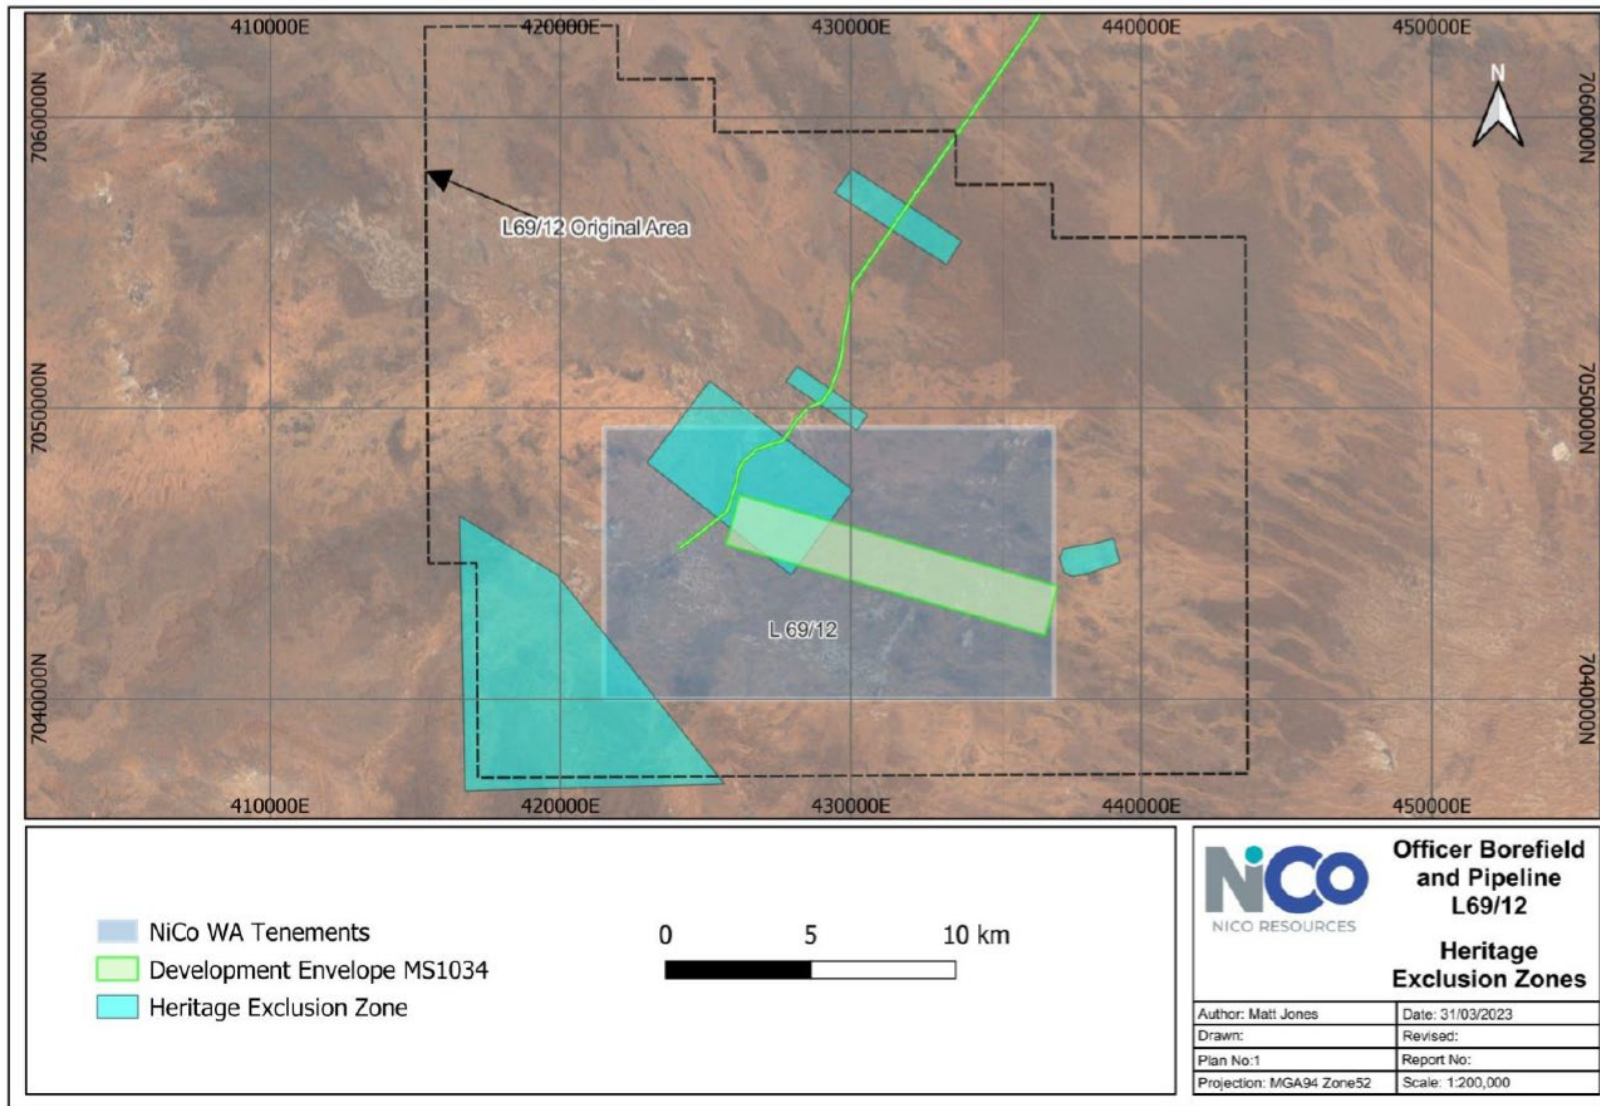 410000E
420000E
430000E
440000E
450000E
7060000N
7060000N
N
L69/12 Original Area
7050000N
7050000N
L 69/12
7040000N
7040000N
410000E
420000E
430000E
440000E
450000E
NiCo WA Tenements
Development Envelope MS1034
Heritage Exclusion Zone
0 5 10 km
NiCo
NICO RESOURCES
Officer Borefield
and Pipeline
L69/12
Heritage
Exclusion Zones
Author: Matt Jones
Date: 31/03/2023
Drawn:
Revised:
Plan No:1
Report No:
Projection: MGA94 Zone52
Scale: 1:200,000